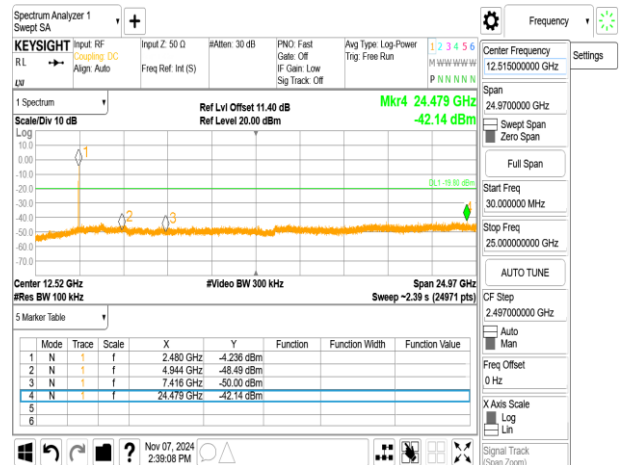 Spectrum Analyzer 1
Swept SA
Frequency
KEYSIGHT
Input: RF
Coupling: DC
Align: Auto
Input Z: 50 Ω
Freq Ref: Int (S)
#Atten: 30 dB
PNO: Fast
Gate: Off
IF Gain: Low
Sig Track: Off
Avg Type: Log-Power
Trig: Free Run
1 2 3 4 5 6
M W W W W W
P N N N N N
RL
LXI
1 Spectrum
Scale/Div 10 dB
Log
Ref Lvl Offset 11.40 dB
Ref Level 20.00 dBm
Mkr4 24.479 GHz
-42.14 dBm
10.0
0.00
-10.0
-20.0
-30.0
-40.0
-50.0
-60.0
-70.0
1
2
3
Center 12.52 GHz
#Res BW 100 kHz
#Video BW 300 kHz
Span 24.97 GHz
Sweep ~2.39 s (24971 pts)
5 Marker Table
Mode Trace Scale X Y Function Function Width Function Value
1 N 1 f 2.480 GHz -4.236 dBm
2 N 1 f 4.944 GHz -48.49 dBm
3 N 1 f 7.416 GHz -50.00 dBm
4 N 1 f 24.479 GHz -42.14 dBm
5
6
?
Nov 07, 2024
2:39:08 PM
Center Frequency
12.515000000 GHz
Settings
Span
24.9700000 GHz
Swept Span
Zero Span
Full Span
Start Freq
30.000000 MHz
Stop Freq
25.000000000 GHz
AUTO TUNE
CF Step
2.497000000 GHz
Auto
Man
Freq Offset
0 Hz
X Axis Scale
Log
Lin
Signal Track
(Span Zoom)